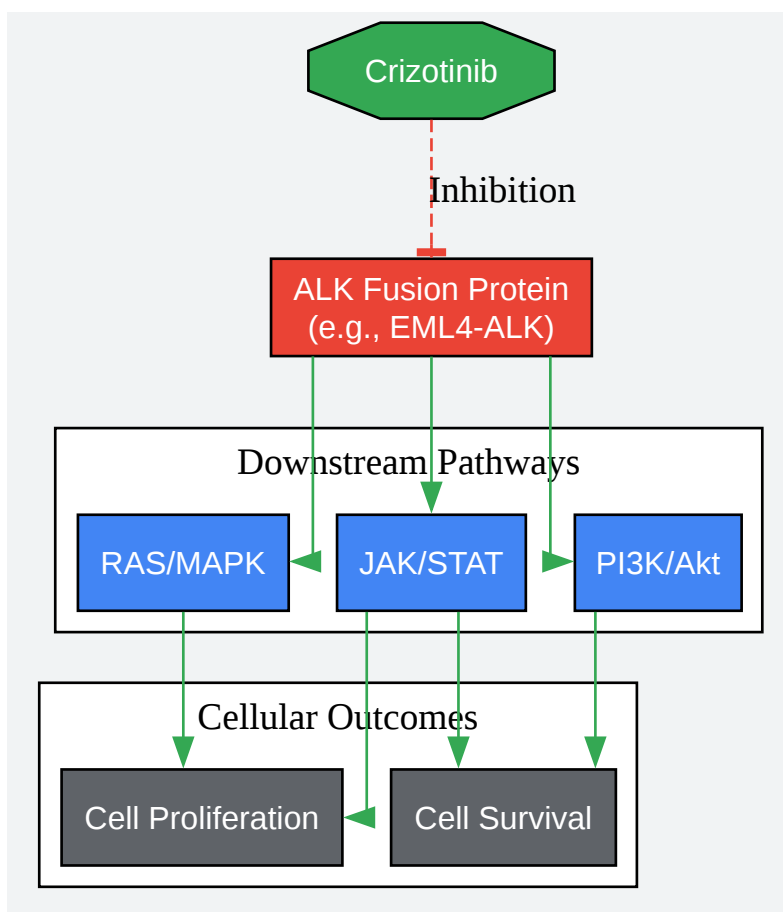 Crizotinib
Inhibition
ALK Fusion Protein
(e.g., EML4-ALK)
Downstream Pathways
RAS/MAPK
JAK/STAT
PI3K/Akt
Cellular Outcomes
Cell Proliferation
Cell Survival